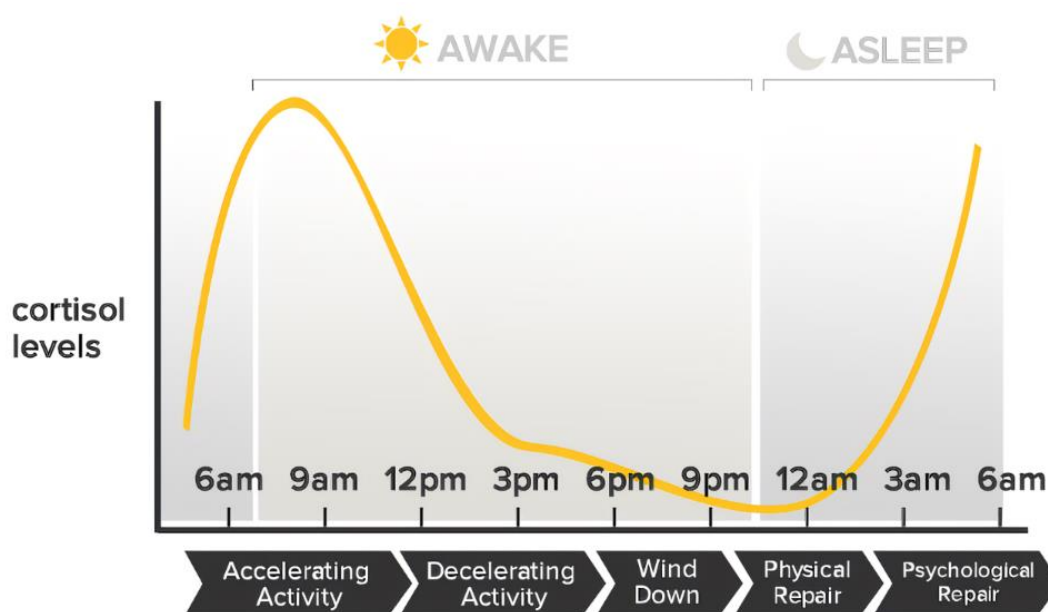 AWAKE
ASLEEP
cortisol
levels
6am 9am 12pm 3pm 6pm 9pm 12am 3am 6am
Accelerating
Activity
Decelerating
Activity
Wind
Down
Physical
Repair
Psychological
Repair